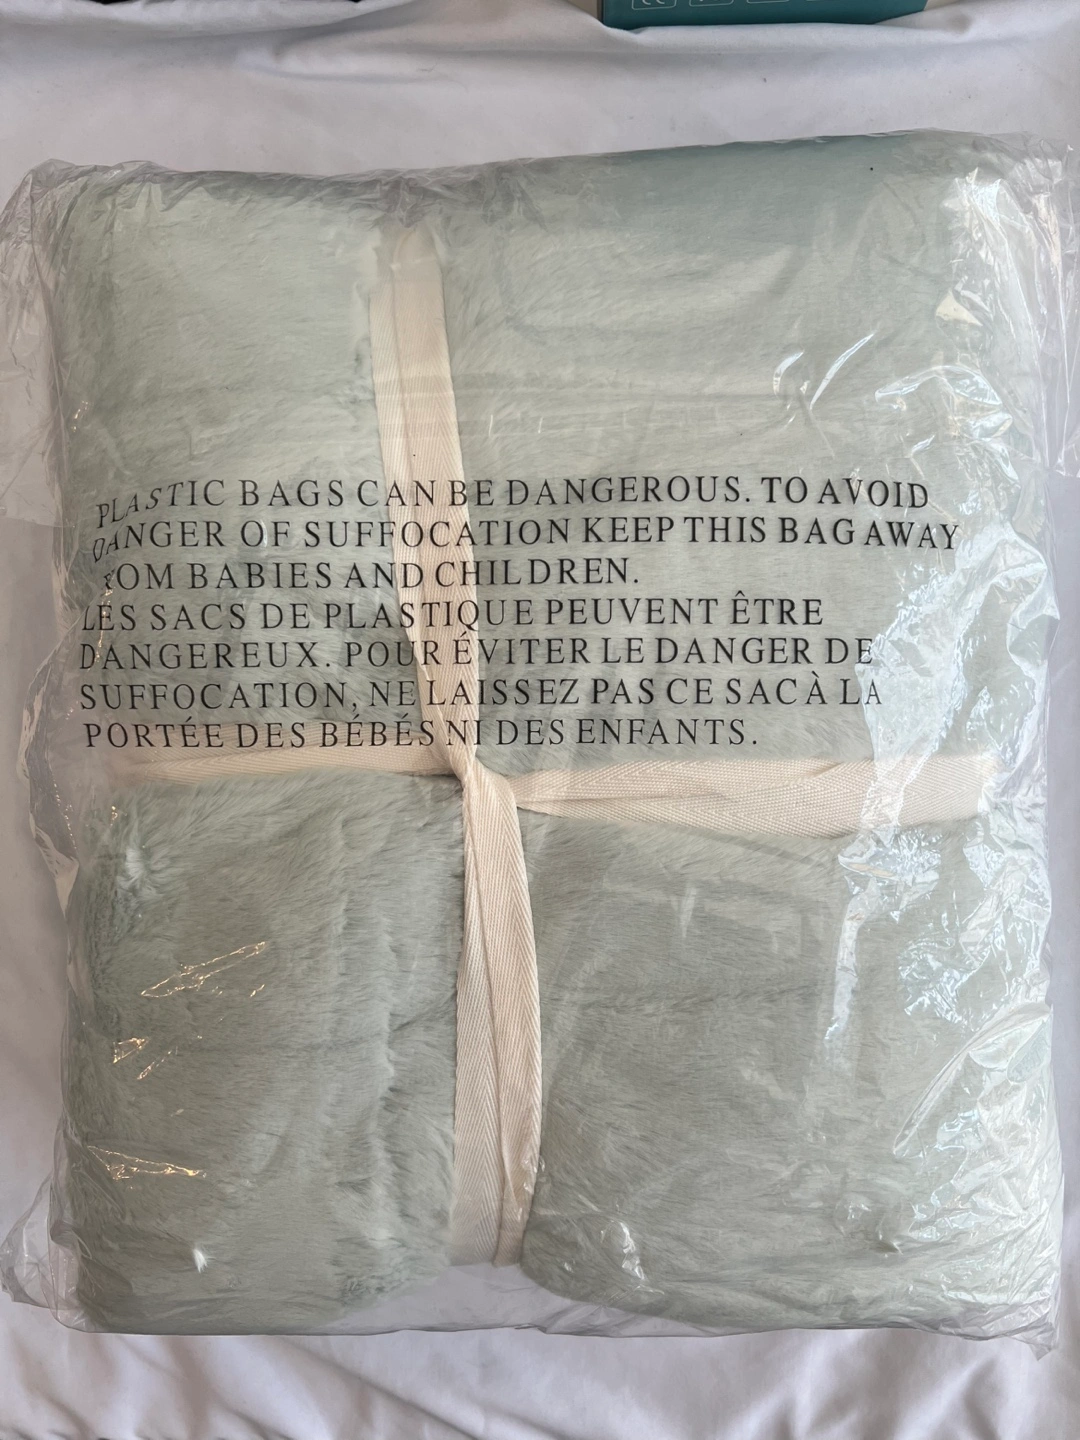 PLASTIC BAGS CAN BE DANGEROUS. TO AVOID
DANGER OF SUFFOCATION KEEP THIS BAG AWAY
FROM BABIES AND CHILDREN.
LES SACS DE PLASTIQUE PEUVENT ÊTRE
DANGEREUX. POUR ÉVITER LE DANGER DE
SUFFOCATION, NE LAISSEZ PAS CE SAC À LA
PORTÉE DES BÉBÉS NI DES ENFANTS.